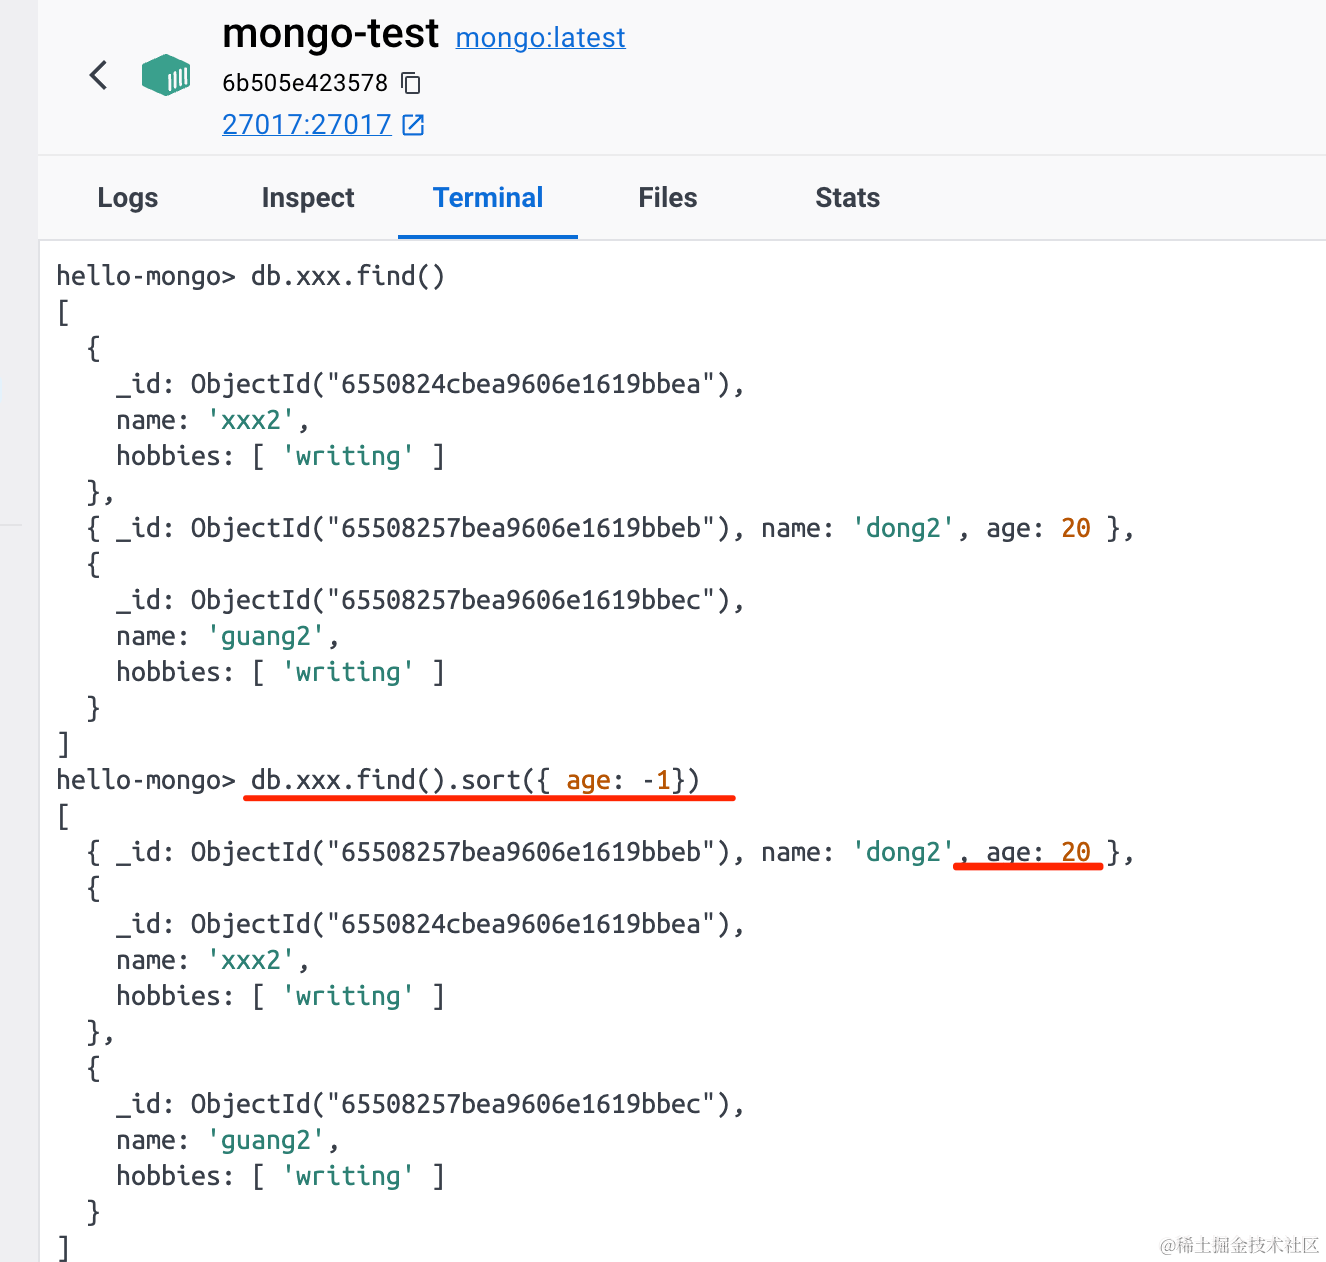 mongo-test mongo:latest
6b505e423578
27017:27017
Logs Inspect Terminal Files Stats
hello-mongo> db.xxx.find()
[
  {
    _id: ObjectId("6550824cbea9606e1619bbea"),
    name: 'xxx2',
    hobbies: [ 'writing' ]
  },
  { _id: ObjectId("65508257bea9606e1619bbeb"), name: 'dong2', age: 20 },
  {
    _id: ObjectId("65508257bea9606e1619bbec"),
    name: 'guang2',
    hobbies: [ 'writing' ]
  }
]
hello-mongo> db.xxx.find().sort({ age: -1})
[
  { _id: ObjectId("65508257bea9606e1619bbeb"), name: 'dong2', age: 20 },
  {
    _id: ObjectId("6550824cbea9606e1619bbea"),
    name: 'xxx2',
    hobbies: [ 'writing' ]
  },
  {
    _id: ObjectId("65508257bea9606e1619bbec"),
    name: 'guang2',
    hobbies: [ 'writing' ]
  }
]
@稀土掘金技术社区